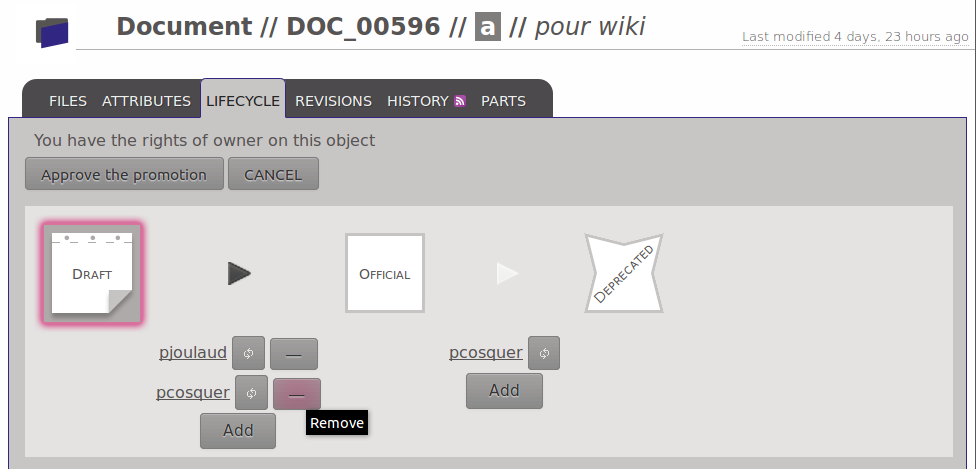 Document // DOC_00596 // a // pour wiki
Last modified 4 days, 23 hours ago
FILES ATTRIBUTES LIFECYCLE REVISIONS HISTORY PARTS
You have the rights of owner on this object
Approve the promotion CANCEL
DRAFT OFFICIAL DEPRECATED
pjoulaud — pcosquer
pcosquer — Add
Add Remove